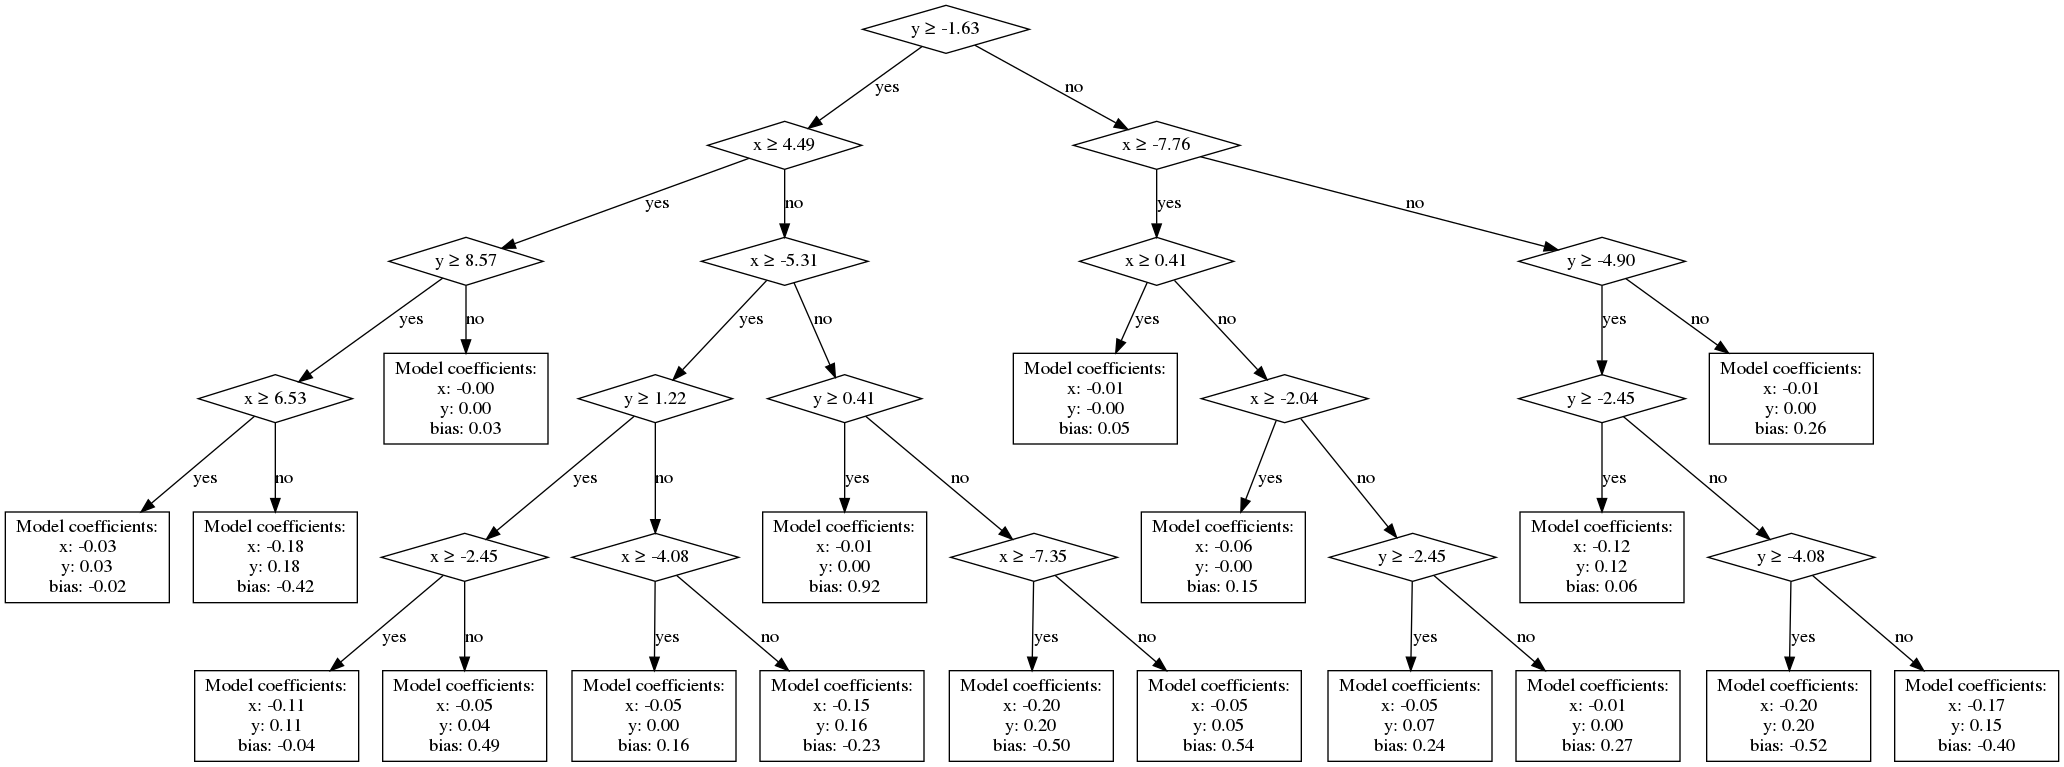 y ≥ -1.63
yes
no
x ≥ 4.49
x ≥ -7.76
yes
no
yes
no
y ≥ 8.57
x ≥ -5.31
x ≥ 0.41
y ≥ -4.90
yes
no
yes
no
yes
no
yes
no
x ≥ 6.53
Model coefficients:
x: -0.00
y: 0.00
bias: 0.03
y ≥ 1.22
y ≥ 0.41
Model coefficients:
x: -0.01
y: -0.00
bias: 0.05
x ≥ -2.04
y ≥ -2.45
Model coefficients:
x: -0.01
y: 0.00
bias: 0.26
yes
no
yes
no
yes
no
yes
no
yes
no
Model coefficients:
x: -0.03
y: 0.03
bias: -0.02
Model coefficients:
x: -0.18
y: 0.18
bias: -0.42
x ≥ -2.45
x ≥ -4.08
Model coefficients:
x: -0.01
y: 0.00
bias: 0.92
x ≥ -7.35
Model coefficients:
x: -0.06
y: -0.00
bias: 0.15
y ≥ -2.45
Model coefficients:
x: -0.12
y: 0.12
bias: 0.06
y ≥ -4.08
yes
no
yes
no
yes
no
yes
no
yes
no
Model coefficients:
x: -0.11
y: 0.11
bias: -0.04
Model coefficients:
x: -0.05
y: 0.04
bias: 0.49
Model coefficients:
x: -0.05
y: 0.00
bias: 0.16
Model coefficients:
x: -0.15
y: 0.16
bias: -0.23
Model coefficients:
x: -0.20
y: 0.20
bias: -0.50
Model coefficients:
x: -0.05
y: 0.05
bias: 0.54
Model coefficients:
x: -0.05
y: 0.07
bias: 0.24
Model coefficients:
x: -0.01
y: 0.00
bias: 0.27
Model coefficients:
x: -0.20
y: 0.20
bias: -0.52
Model coefficients:
x: -0.17
y: 0.15
bias: -0.40